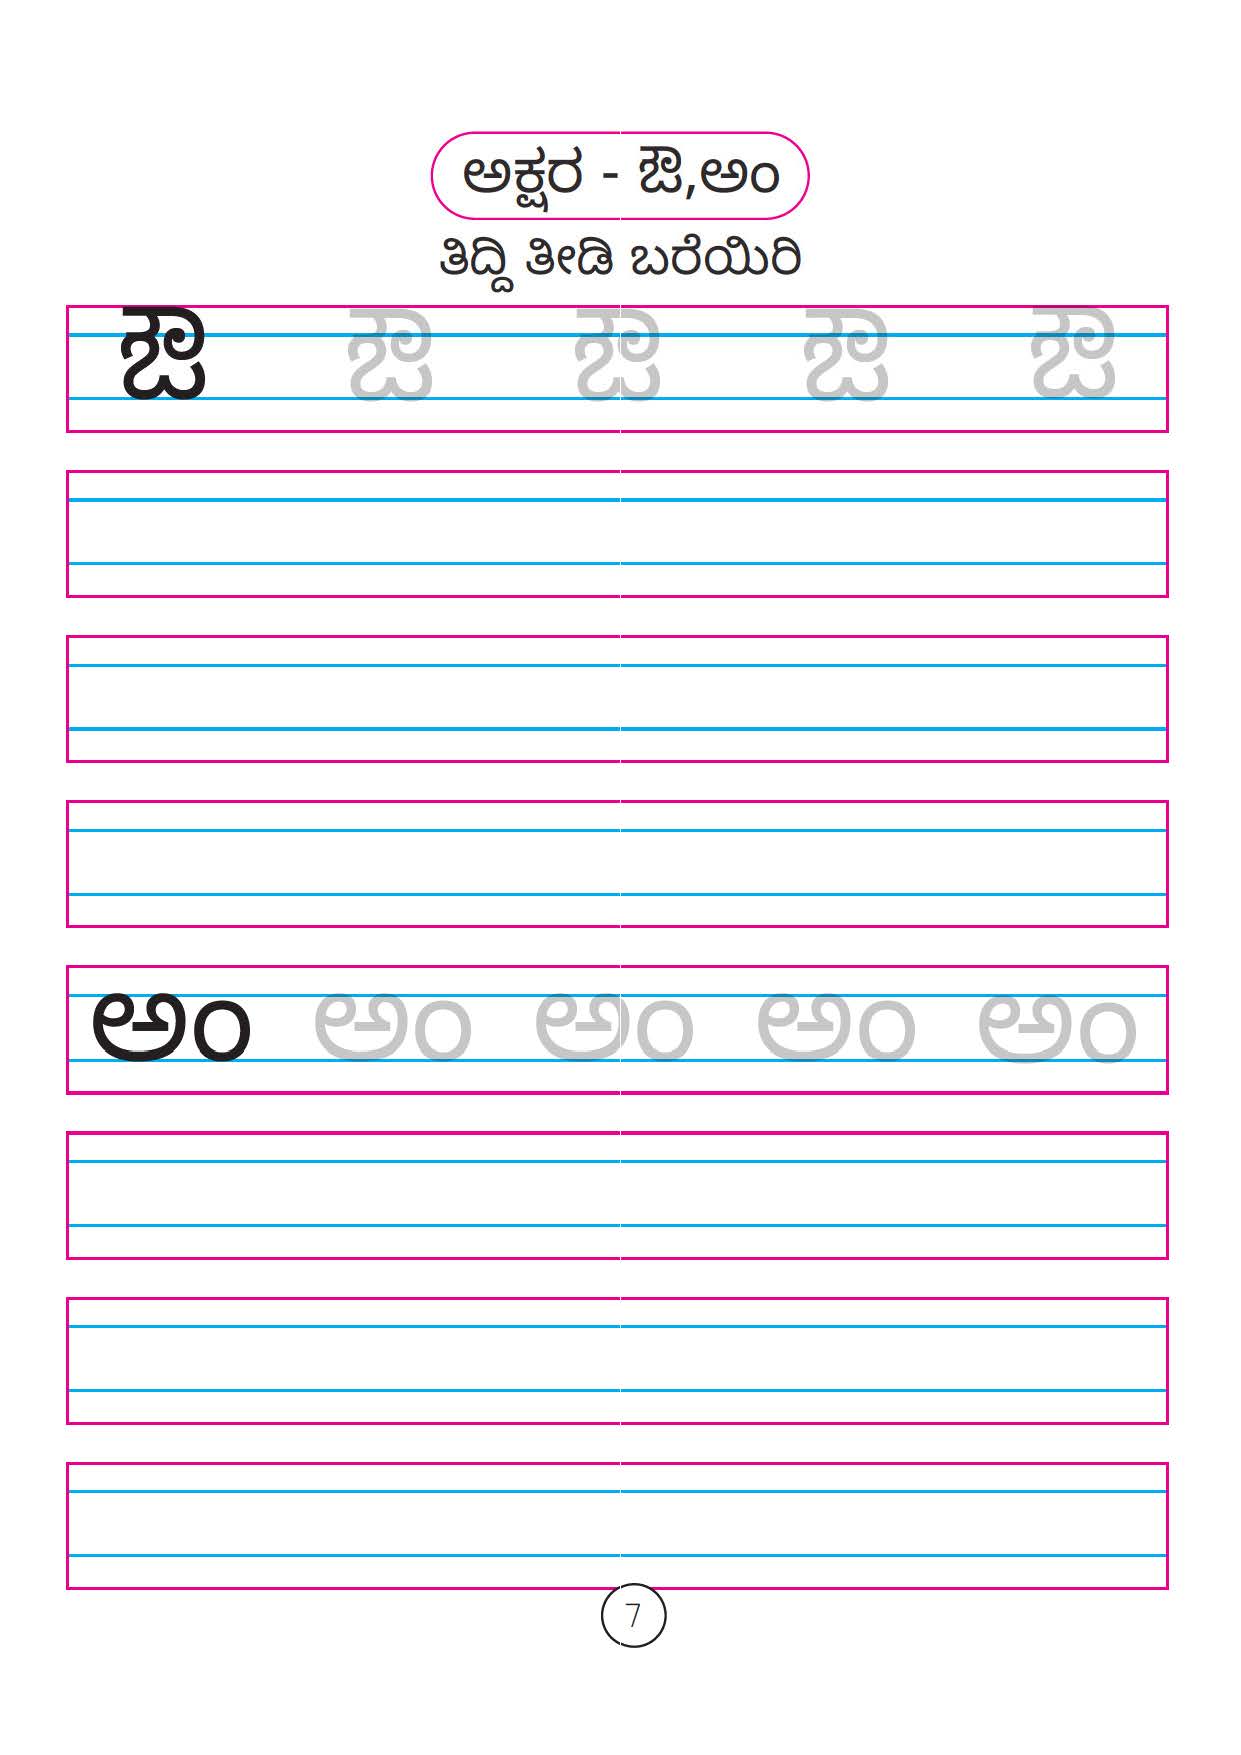 ಅಕ್ಷರ - ಔ,ಅಂ
ತಿದ್ದಿ ತೀಡಿ ಬರೆಯಿರಿ
ಔ ಔ ಔ ಔ ಔ
ಅಂ ಅಂ ಅಂ ಅಂ ಅಂ
7